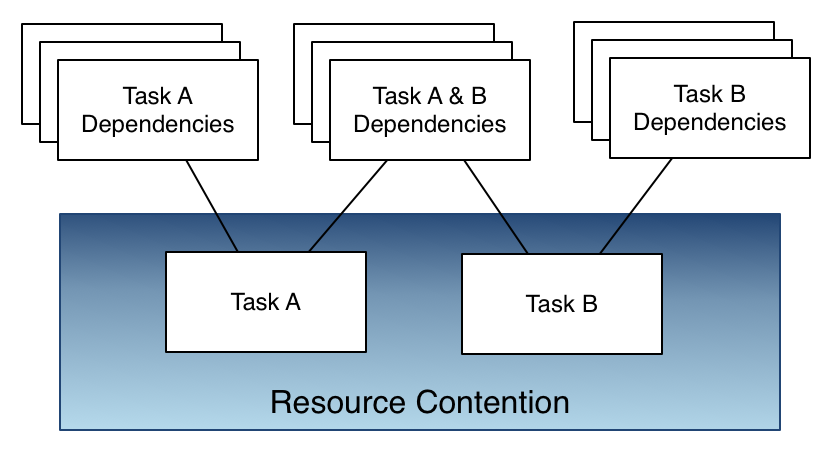 Task A
Dependencies
Task A & B
Dependencies
Task B
Dependencies
Task A
Task B
Resource Contention